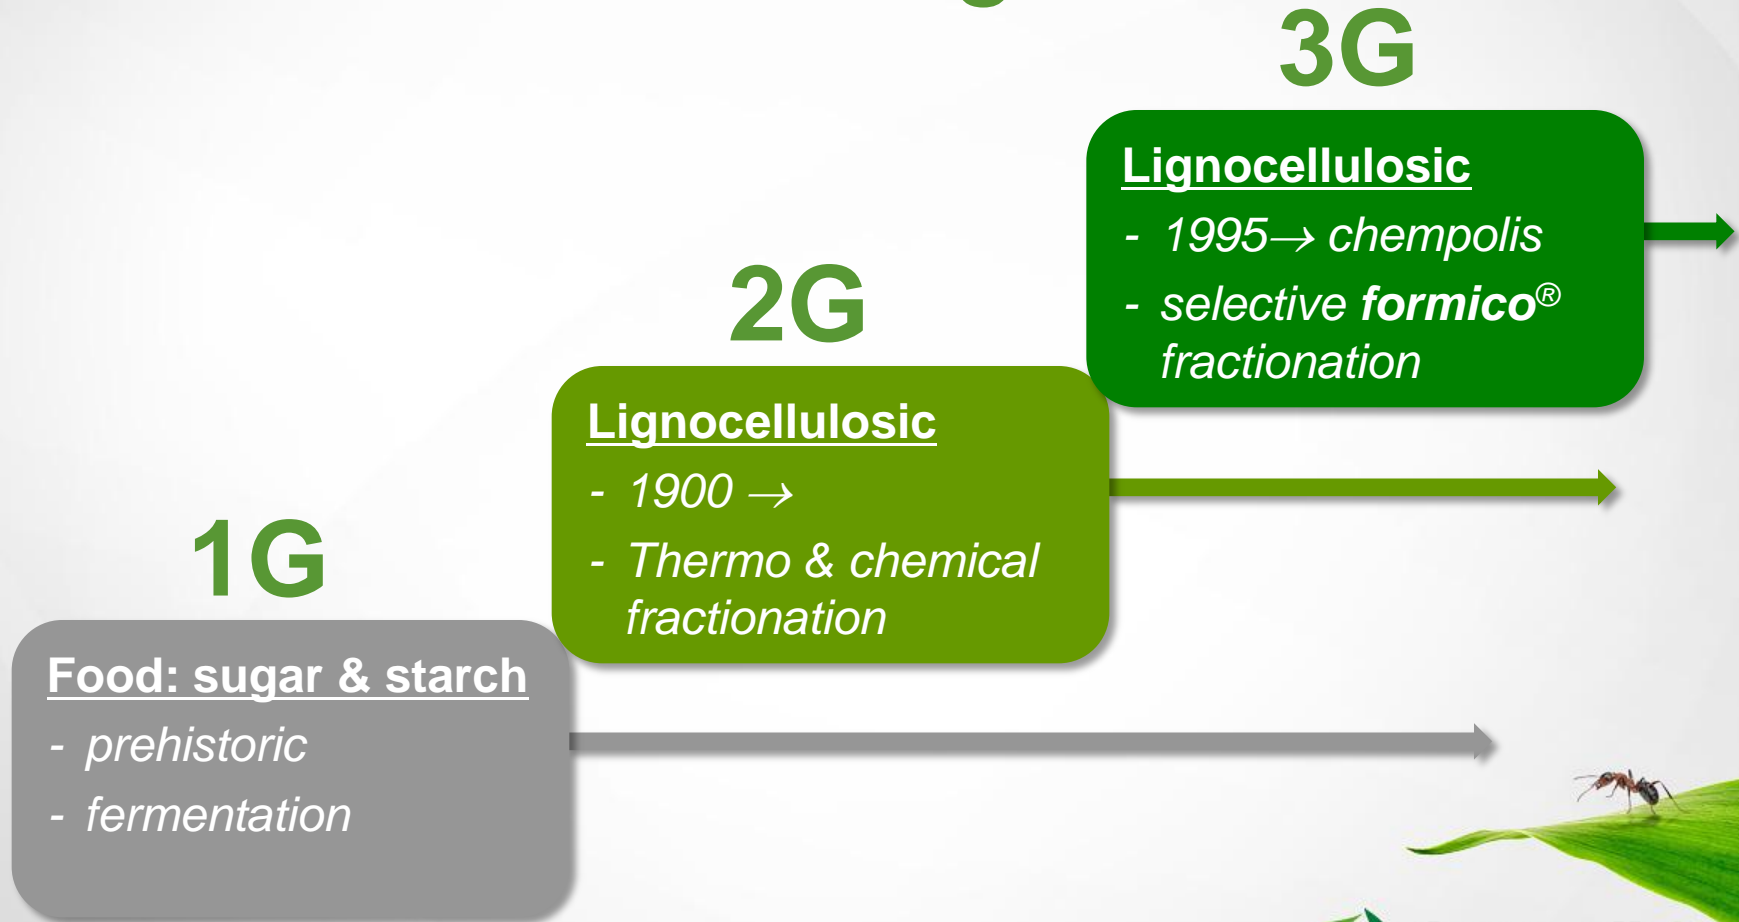 3G
Lignocellulosic
- 1995→ chempolis
- selective formico®
fractionation
2G
Lignocellulosic
- 1900 →
- Thermo & chemical
fractionation
1G
Food: sugar & starch
- prehistoric
- fermentation